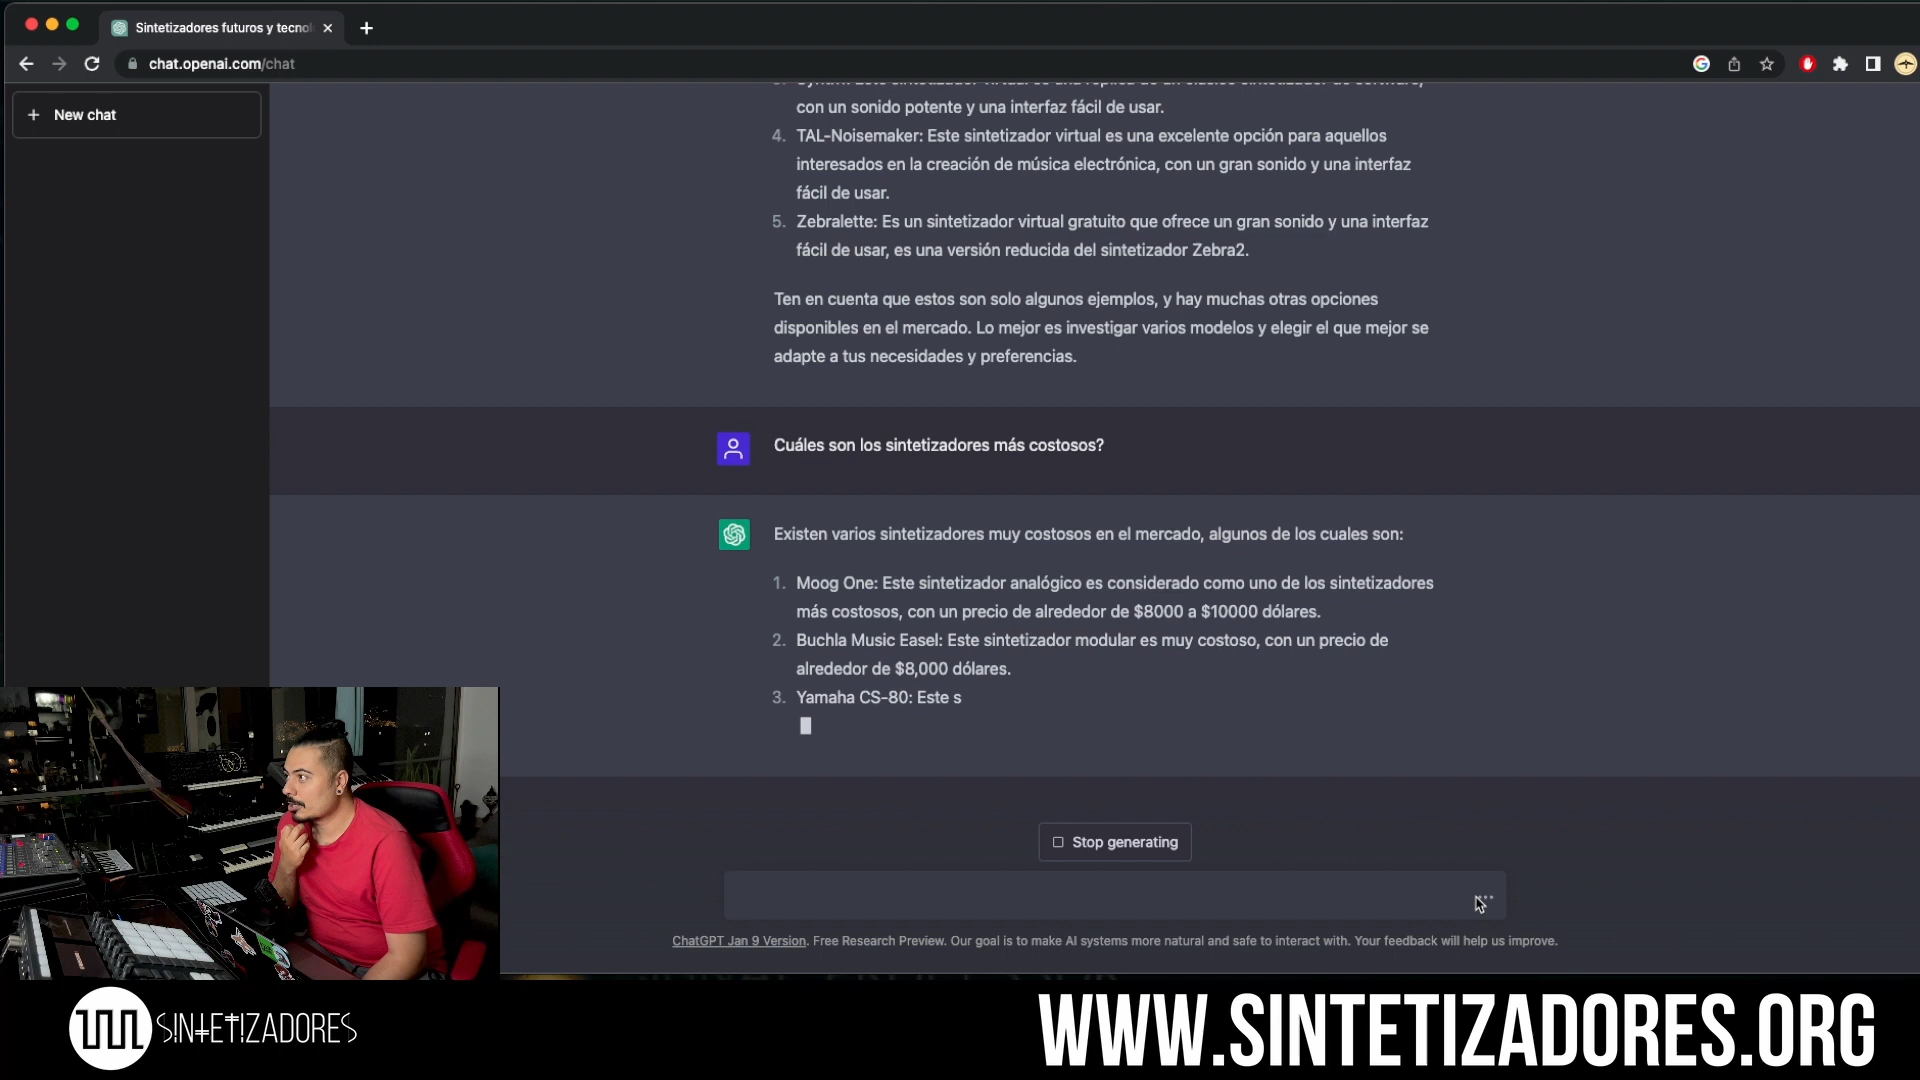 Sintetizadores futuros y tecno
chat.openai.com/chat
New chat
con un sonido potente y una interfaz fácil de usar.
4. TAL-Noisemaker: Este sintetizador virtual es una excelente opción para aquellos
interesados en la creación de música electrónica, con un gran sonido y una interfaz
fácil de usar.
5. Zebralette: Es un sintetizador virtual gratuito que ofrece un gran sonido y una interfaz
fácil de usar, es una versión reducida del sintetizador Zebra2.
Ten en cuenta que estos son solo algunos ejemplos, y hay muchas otras opciones
disponibles en el mercado. Lo mejor es investigar varios modelos y elegir el que mejor se
adapte a tus necesidades y preferencias.
Cuáles son los sintetizadores más costosos?
Existen varios sintetizadores muy costosos en el mercado, algunos de los cuales son:
1. Moog One: Este sintetizador analógico es considerado como uno de los sintetizadores
más costosos, con un precio de alrededor de $8000 a $10000 dólares.
2. Buchla Music Easel: Este sintetizador modular es muy costoso, con un precio de
alrededor de $8,000 dólares.
3. Yamaha CS-80: Este s
Stop generating
ChatGPT Jan 9 Version. Free Research Preview. Our goal is to make AI systems more natural and safe to interact with. Your feedback will help us improve.
SINTETIZADORES
WWW.SINTETIZADORES.ORG